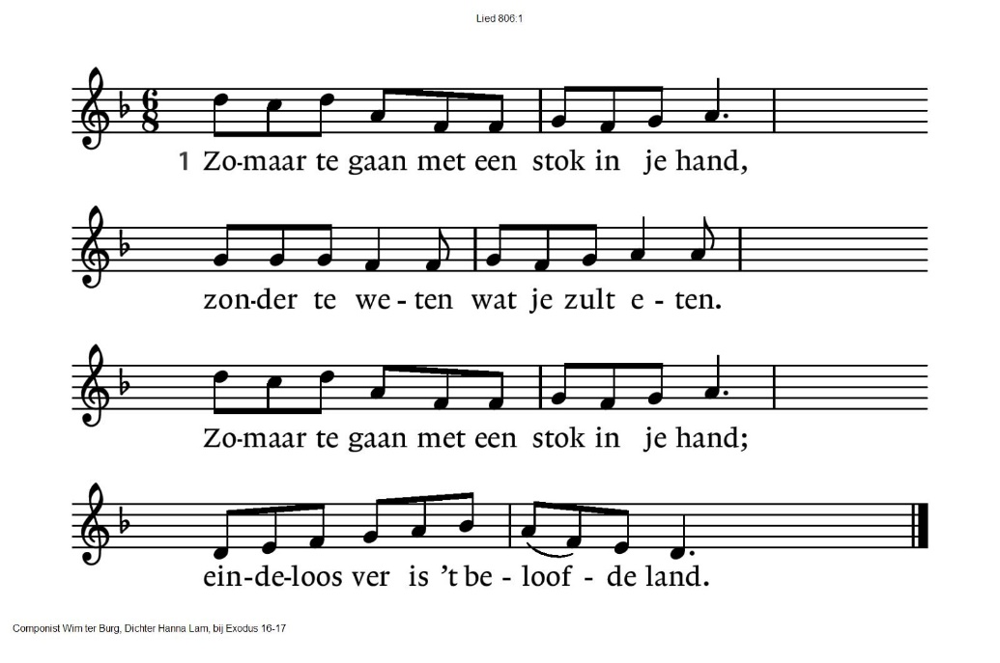 Lied 806:1
6
8
1 Zo-maar te gaan met een stok in je hand,
zon-der te we - ten wat je zult e - ten.
Zo-maar te gaan met een stok in je hand;
ein-de-loos ver is 't be - loof - de land.
Componist Wim ter Burg, Dichter Hanna Lam, bij Exodus 16-17